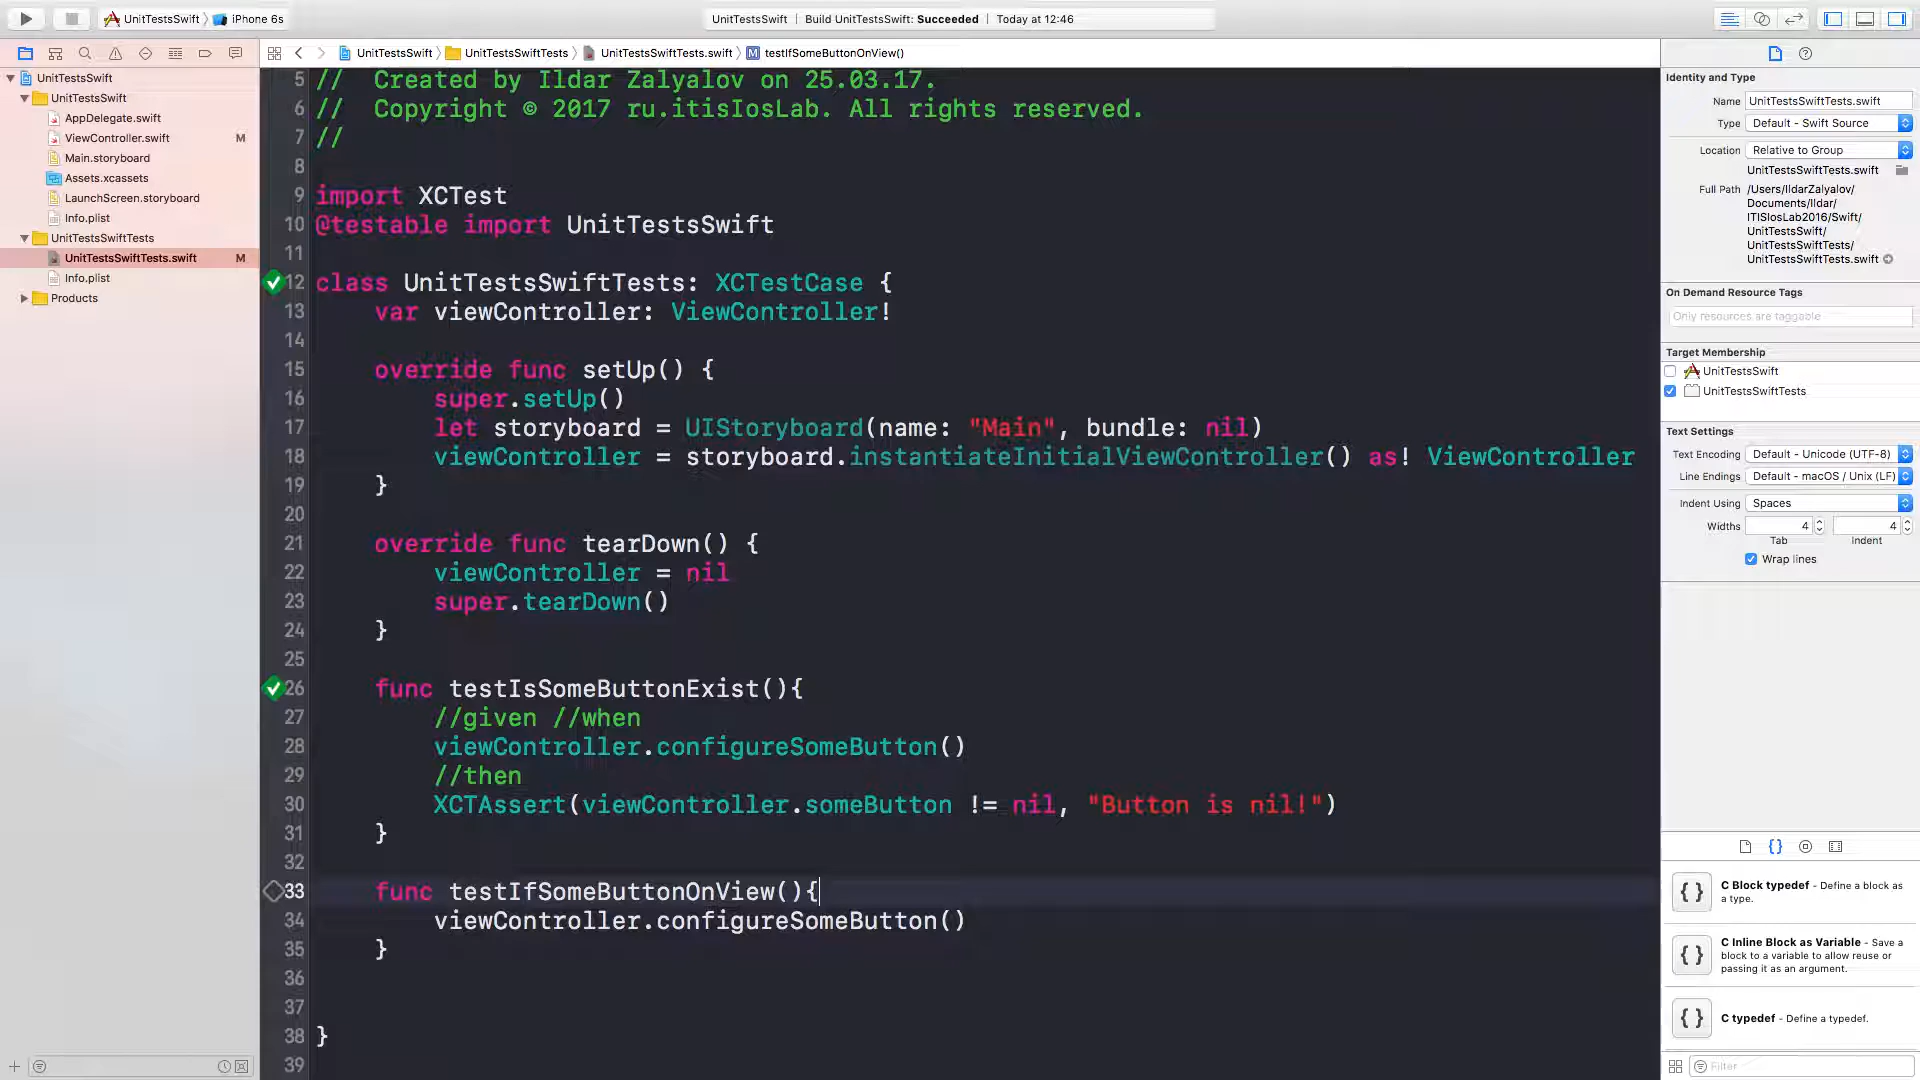 UnitTestsSwift
iPhone 6s
UnitTestsSwift
Build UnitTestsSwift: Succeeded
Today at 12:46
UnitTestsSwift
UnitTestsSwiftTests
UnitTestsSwiftTests.swift
M
testIfSomeButtonOnView()
UnitTestsSwift
UnitTestsSwift
AppDelegate.swift
ViewController.swift M
Main.storyboard
Assets.xcassets
LaunchScreen.storyboard
Info.plist
UnitTestsSwiftTests
UnitTestsSwiftTests.swift M
Info.plist
Products
5 //  Created by Ildar Zalyalov on 25.03.17.
6 //  Copyright © 2017 ru.itisIosLab. All rights reserved.
7 //
8
9 import XCTest
10 @testable import UnitTestsSwift
11
12 class UnitTestsSwiftTests: XCTestCase {
13     var viewController: ViewController!
14
15     override func setUp() {
16         super.setUp()
17         let storyboard = UIStoryboard(name: "Main", bundle: nil)
18         viewController = storyboard.instantiateInitialViewController() as! ViewController
19     }
20
21     override func tearDown() {
22         viewController = nil
23         super.tearDown()
24     }
25
26     func testIsSomeButtonExist(){
27         //given //when
28         viewController.configureSomeButton()
29         //then
30         XCTAssert(viewController.someButton != nil, "Button is nil!")
31     }
32
33     func testIfSomeButtonOnView(){
34         viewController.configureSomeButton()
35     }
36
37
38 }
39
Identity and Type
Name UnitTestsSwiftTests.swift
Type Default - Swift Source
Location Relative to Group
UnitTestsSwiftTests.swift
Full Path /Users/IldarZalyalov/
Documents/Ildar/
ITISIosLab2016/Swift/
UnitTestsSwift/
UnitTestsSwiftTests/
UnitTestsSwiftTests.swift
On Demand Resource Tags
Only resources are taggable
Target Membership
UnitTestsSwift
UnitTestsSwiftTests
Text Settings
Text Encoding Default - Unicode (UTF-8)
Line Endings Default - macOS / Unix (LF)
Indent Using Spaces
Widths 4 4
Tab Indent
Wrap lines
{ }
{ } C Block typedef - Define a block as
a type.
{ } C Inline Block as Variable - Save a
block to a variable to allow reuse or
passing it as an argument.
{ } C typedef - Define a typedef.
Filter